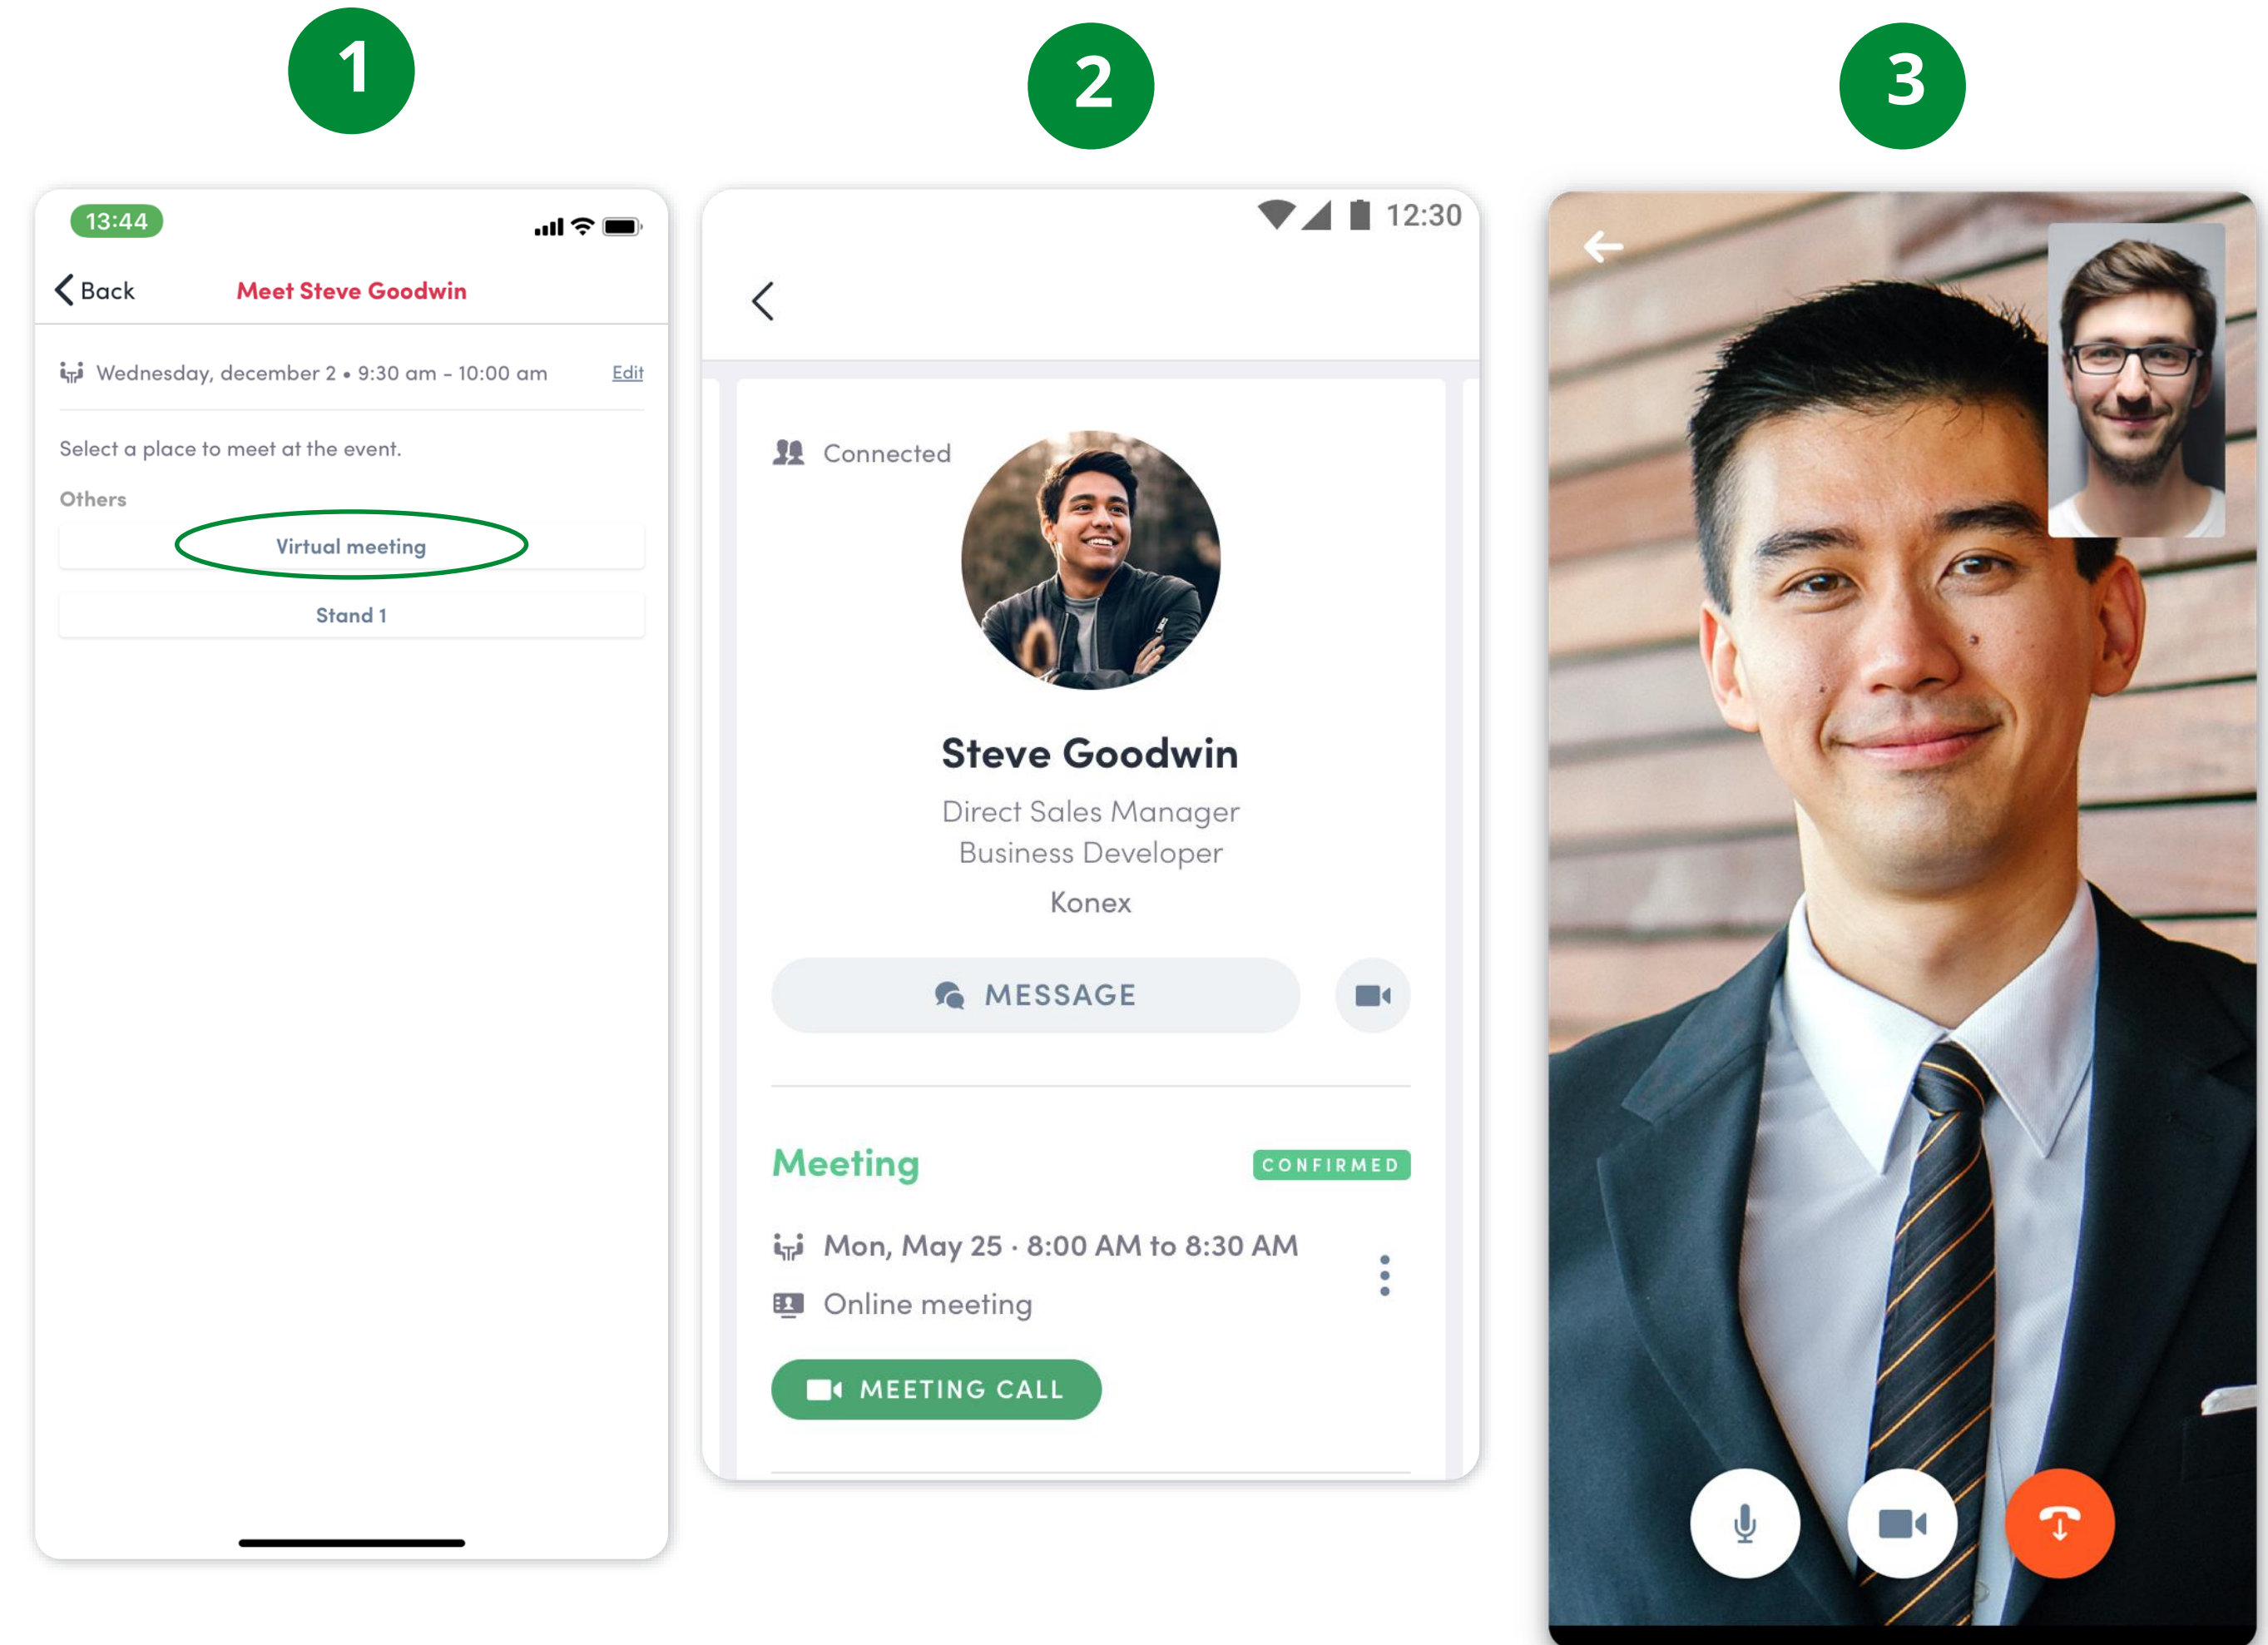 1
2
3
13:44
Back
Meet Steve Goodwin
Wednesday, december 2 • 9:30 am - 10:00 am
Edit
Select a place to meet at the event.
Others
Virtual meeting
Stand 1
12:30
Connected
Steve Goodwin
Direct Sales Manager
Business Developer
Konex
MESSAGE
Meeting
CONFIRMED
Mon, May 25 · 8:00 AM to 8:30 AM
Online meeting
MEETING CALL